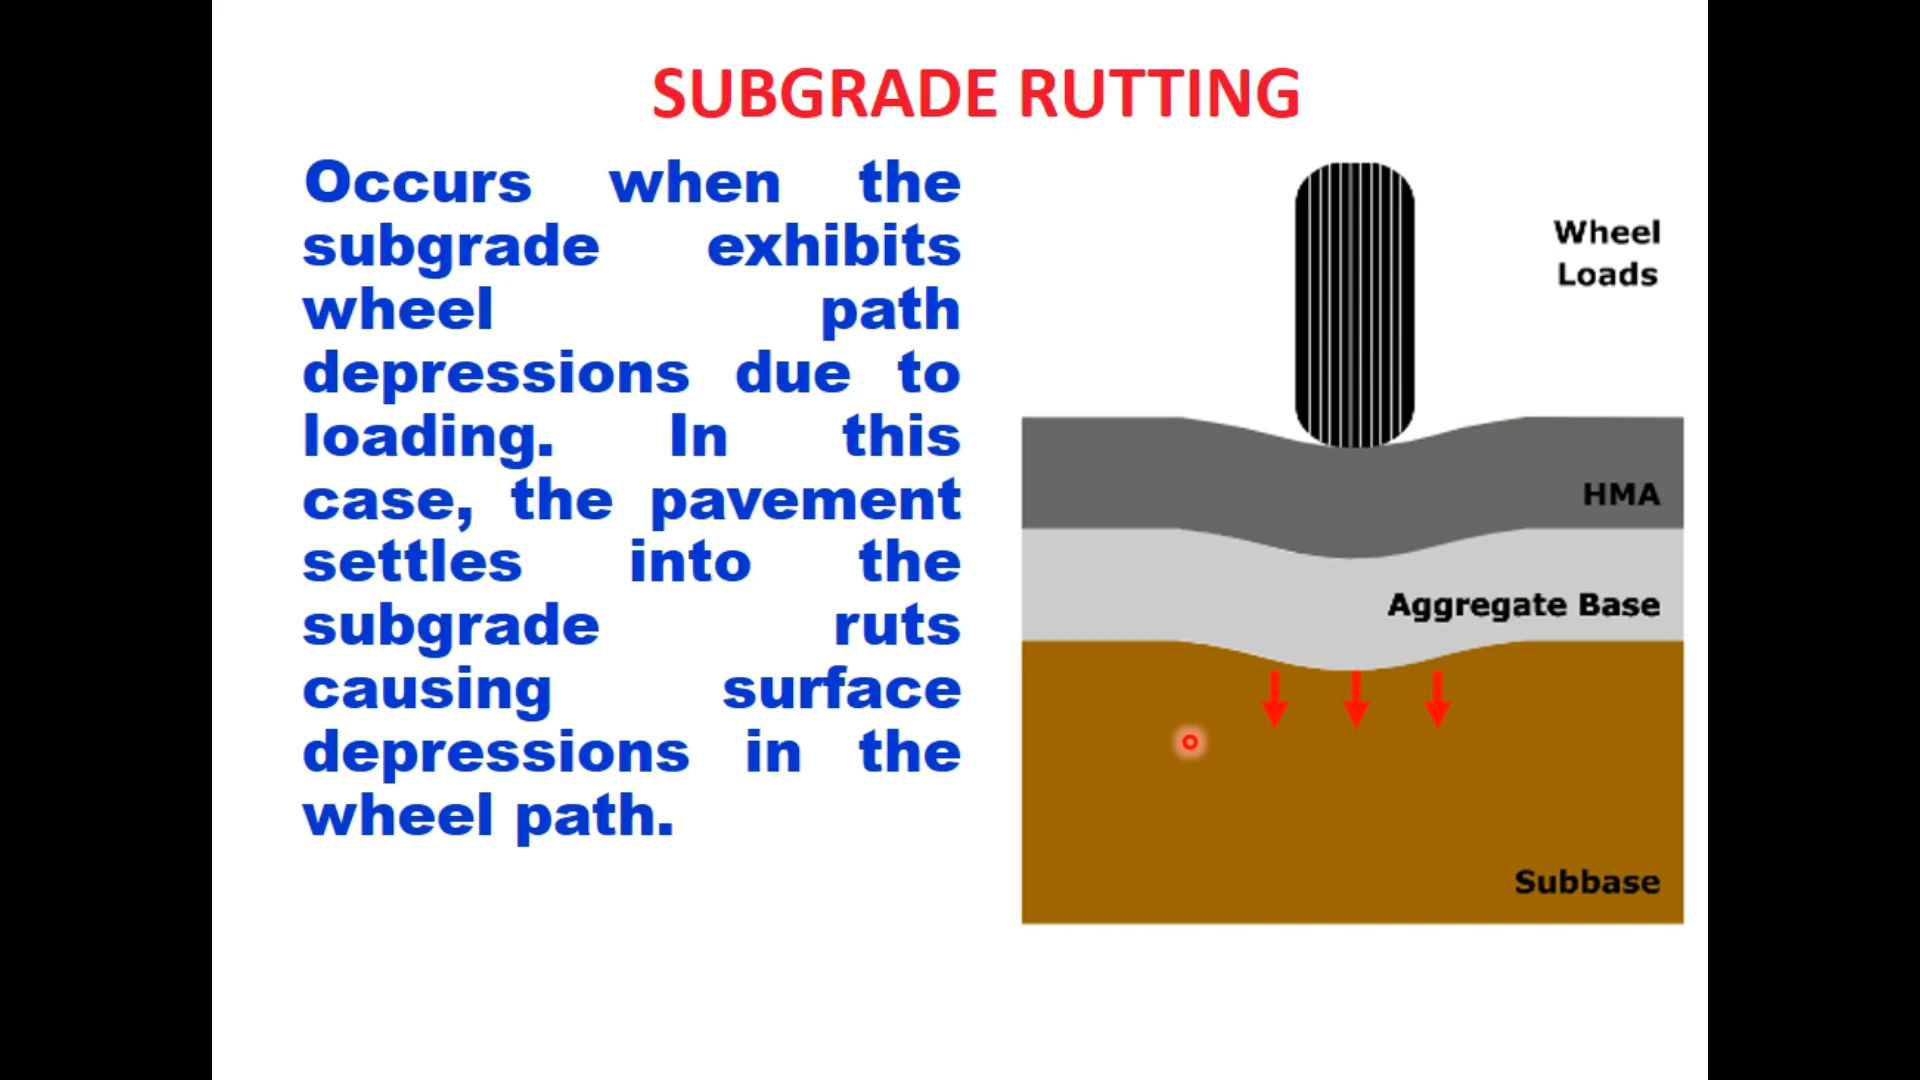 SUBGRADE RUTTING
Occurs when the
subgrade exhibits
wheel path
depressions due to
loading. In this
case, the pavement
settles into the
subgrade ruts
causing surface
depressions in the
wheel path.
Wheel
Loads
HMA
Aggregate Base
Subbase